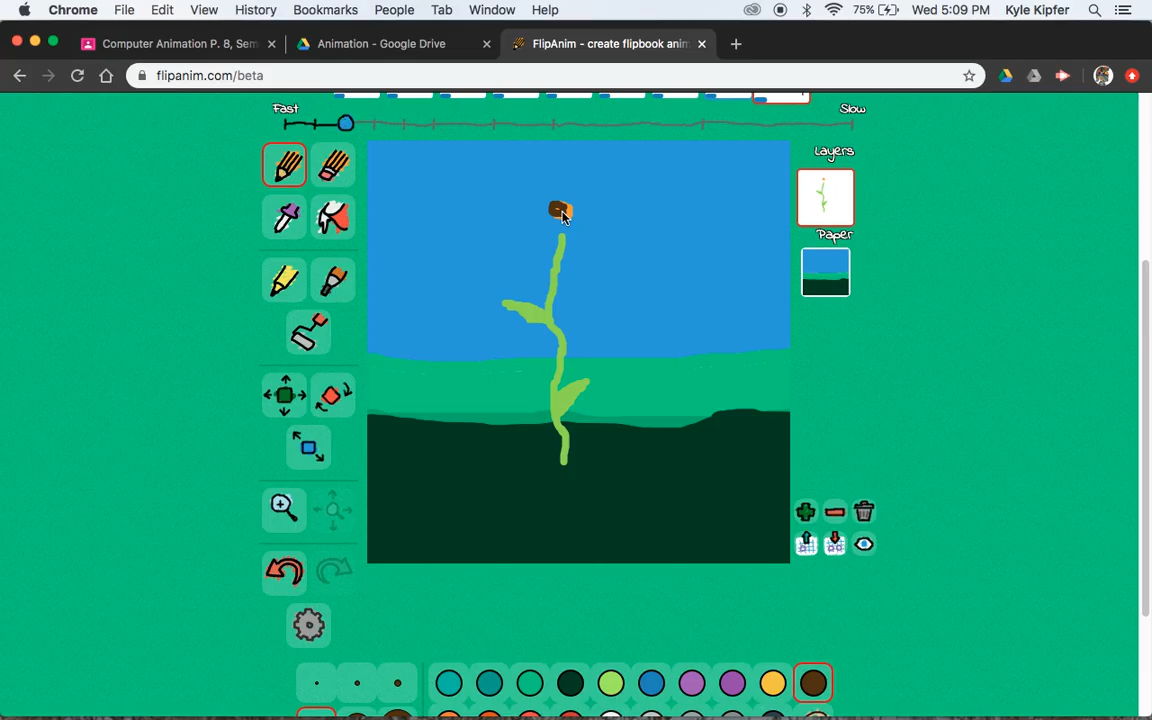 Chrome File Edit View History Bookmarks People Tab Window Help 75% Wed 5:09 PM Kyle Kipfer
Computer Animation P. 8, Sem
Animation - Google Drive
FlipAnim - create flipbook anim
flipanim.com/beta
Fast
Slow
Layers
Paper